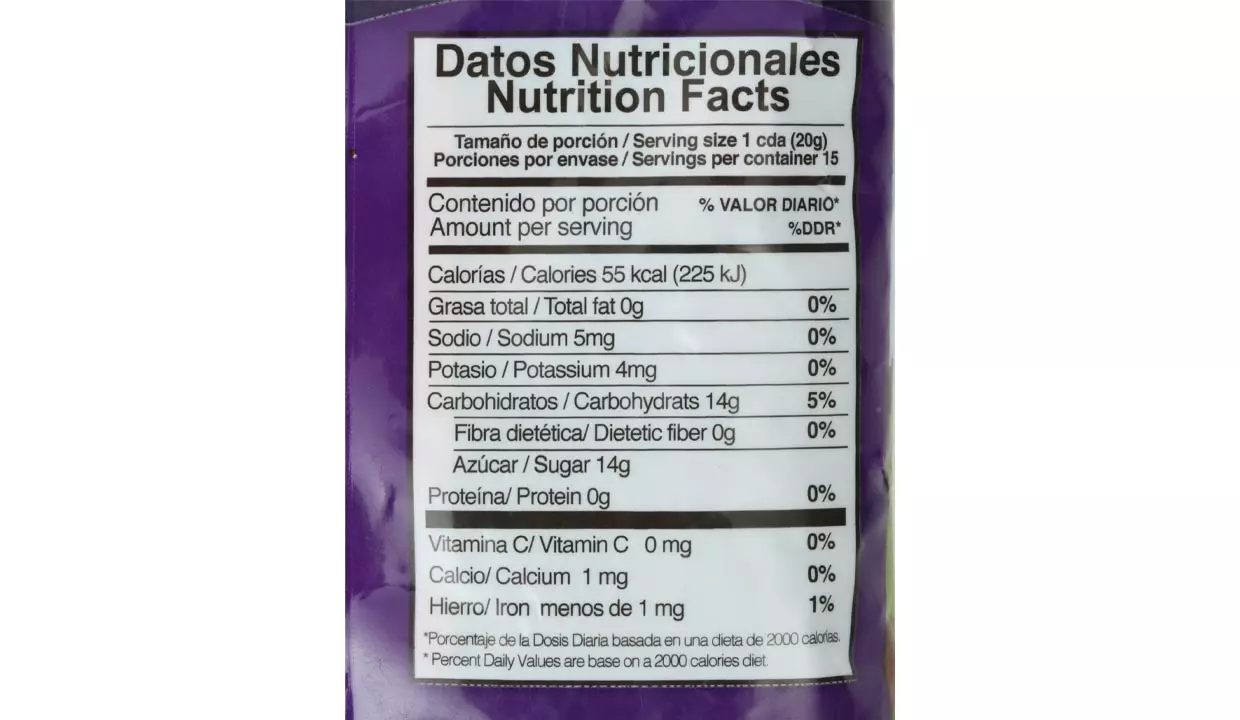 Datos Nutricionales
Nutrition Facts
Tamaño de porción / Serving size 1 cda (20g)
Porciones por envase / Servings per container 15
Contenido por porción % VALOR DIARIO*
Amount per serving %DDR*
Calorías / Calories 55 kcal (225 kJ)
Grasa total / Total fat 0g 0%
Sodio / Sodium 5mg 0%
Potasio / Potassium 4mg 0%
Carbohidratos / Carbohydrats 14g 5%
Fibra dietética/ Dietetic fiber 0g 0%
Azúcar / Sugar 14g
Proteína/ Protein 0g 0%
Vitamina C/ Vitamin C 0 mg 0%
Calcio/ Calcium 1 mg 0%
Hierro/ Iron menos de 1 mg 1%
*Porcentaje de la Dosis Diaria basada en una dieta de 2000 calorías.
* Percent Daily Values are base on a 2000 calories diet.